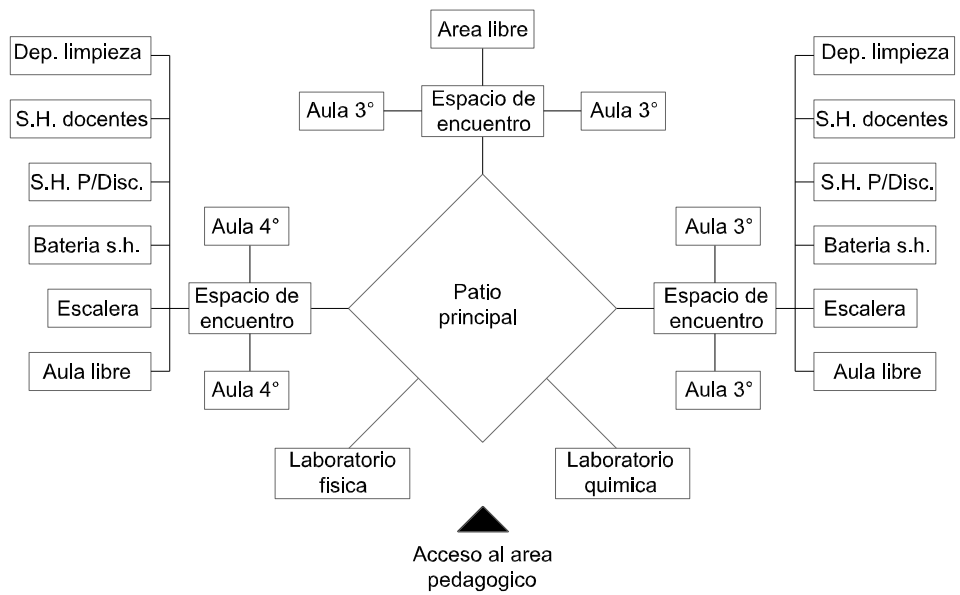 Area libre
Dep. limpieza
Dep. limpieza
Aula 3°
Espacio de
encuentro
Aula 3°
S.H. docentes
S.H. docentes
S.H. P/Disc.
S.H. P/Disc.
Aula 4°
Aula 3°
Bateria s.h.
Bateria s.h.
Escalera
Espacio de
encuentro
Patio
principal
Espacio de
encuentro
Escalera
Aula libre
Aula 4°
Aula 3°
Aula libre
Laboratorio
fisica
Laboratorio
quimica
Acceso al area
pedagogico